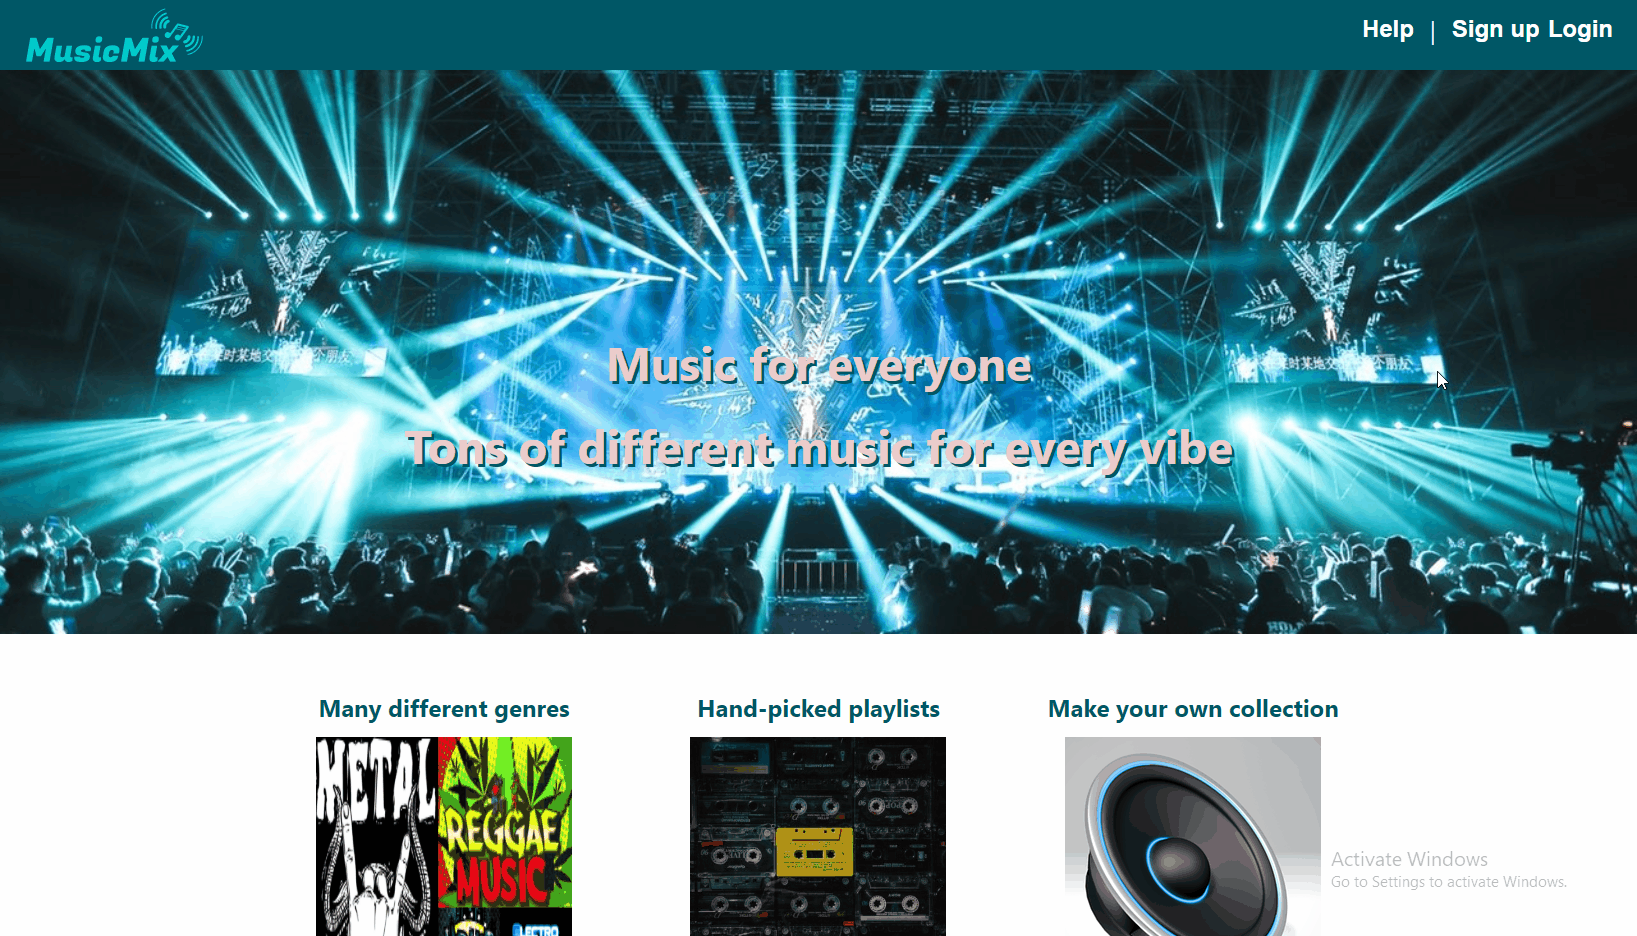 MusicMix
Help | Sign up Login
Music for everyone
Tons of different music for every vibe
Many different genres
Hand-picked playlists
Make your own collection
METAL
REGGAE
MUSIC
Activate Windows
Go to Settings to activate Windows.